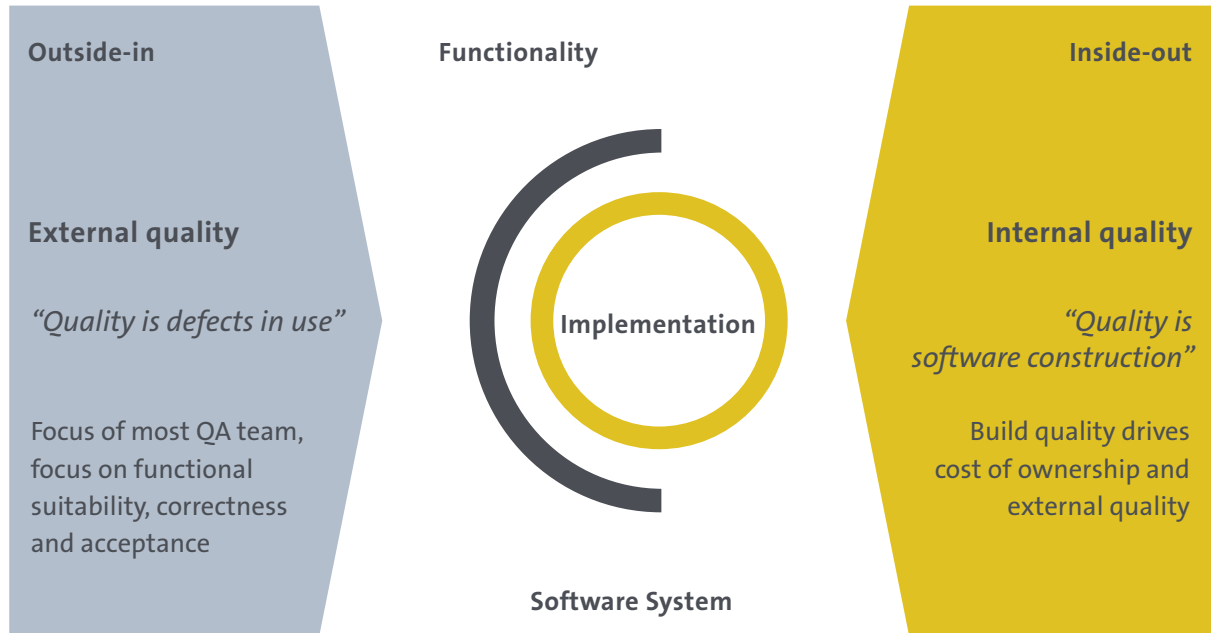 Outside-in
External quality
“Quality is defects in use”
Focus of most QA team,
focus on functional
suitability, correctness
and acceptance
Functionality
Implementation
Software System
Inside-out
Internal quality
“Quality is
software construction”
Build quality drives
cost of ownership and
external quality